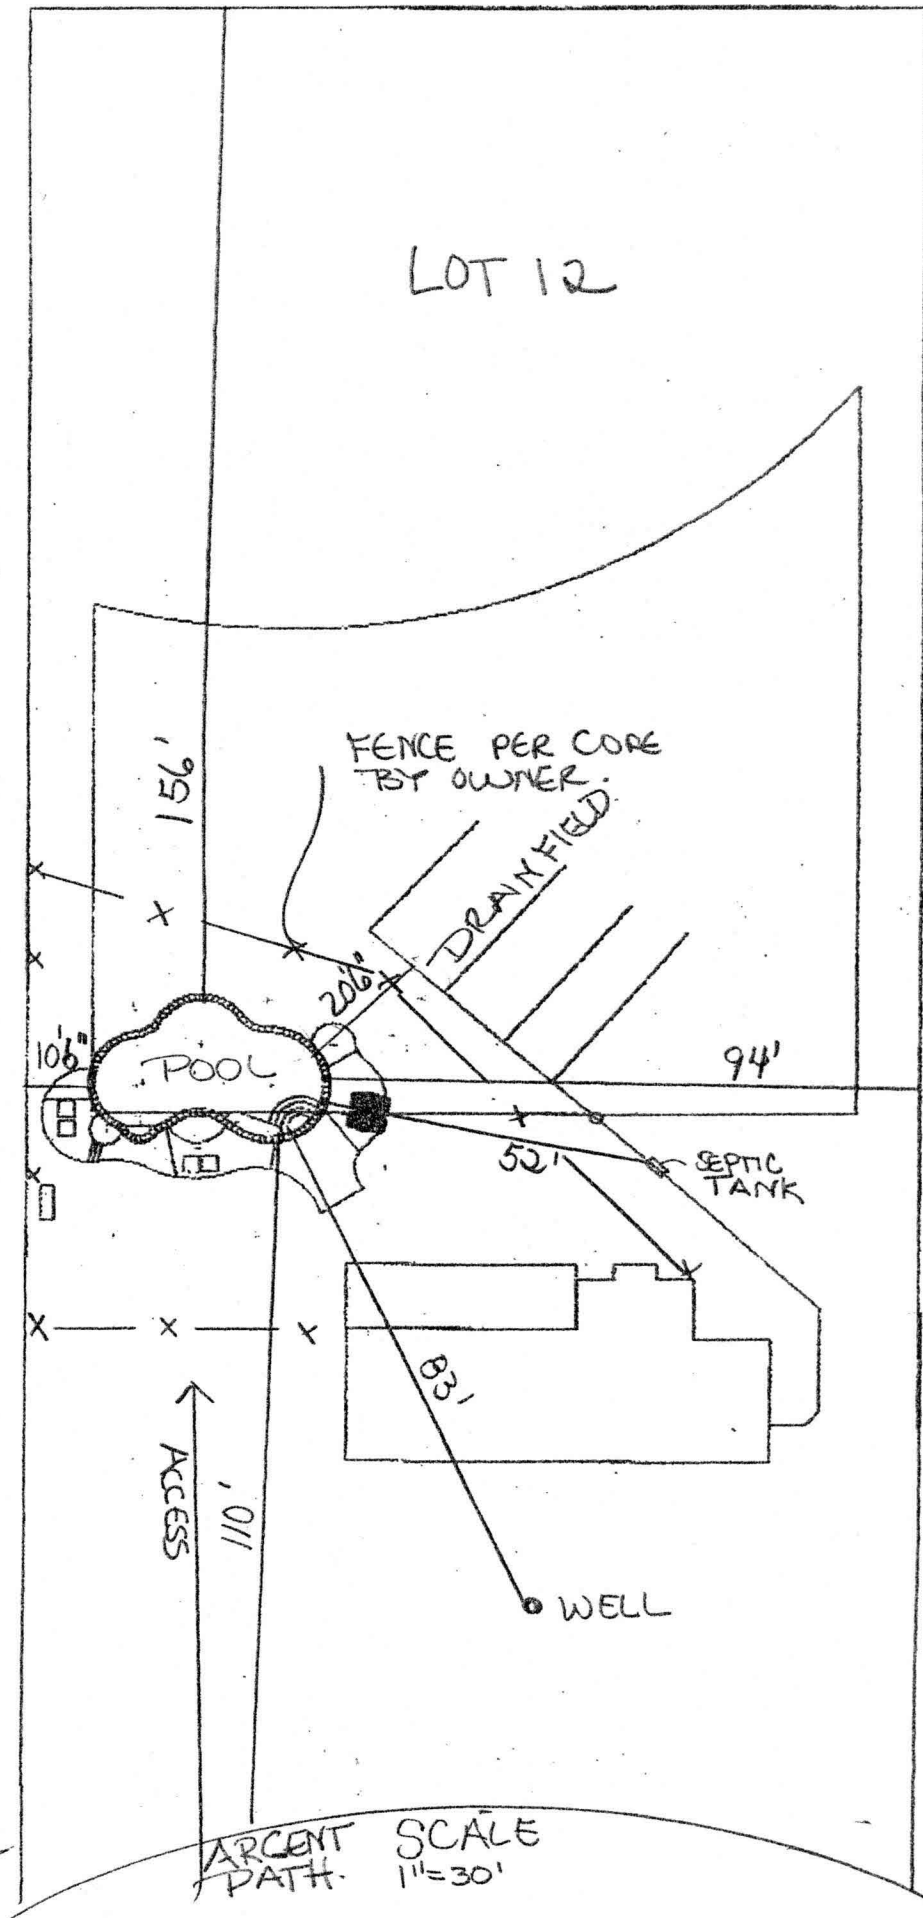 LOT 12
156'
FENCE PER CODE
BY OWNER.
DRAINFIELD
20'6"
10'6"
POOL
94'
52'
SEPTIC
TANK
83'
ACCESS
110'
WELL
ARGENT
PATH.
SCALE
1"=30'